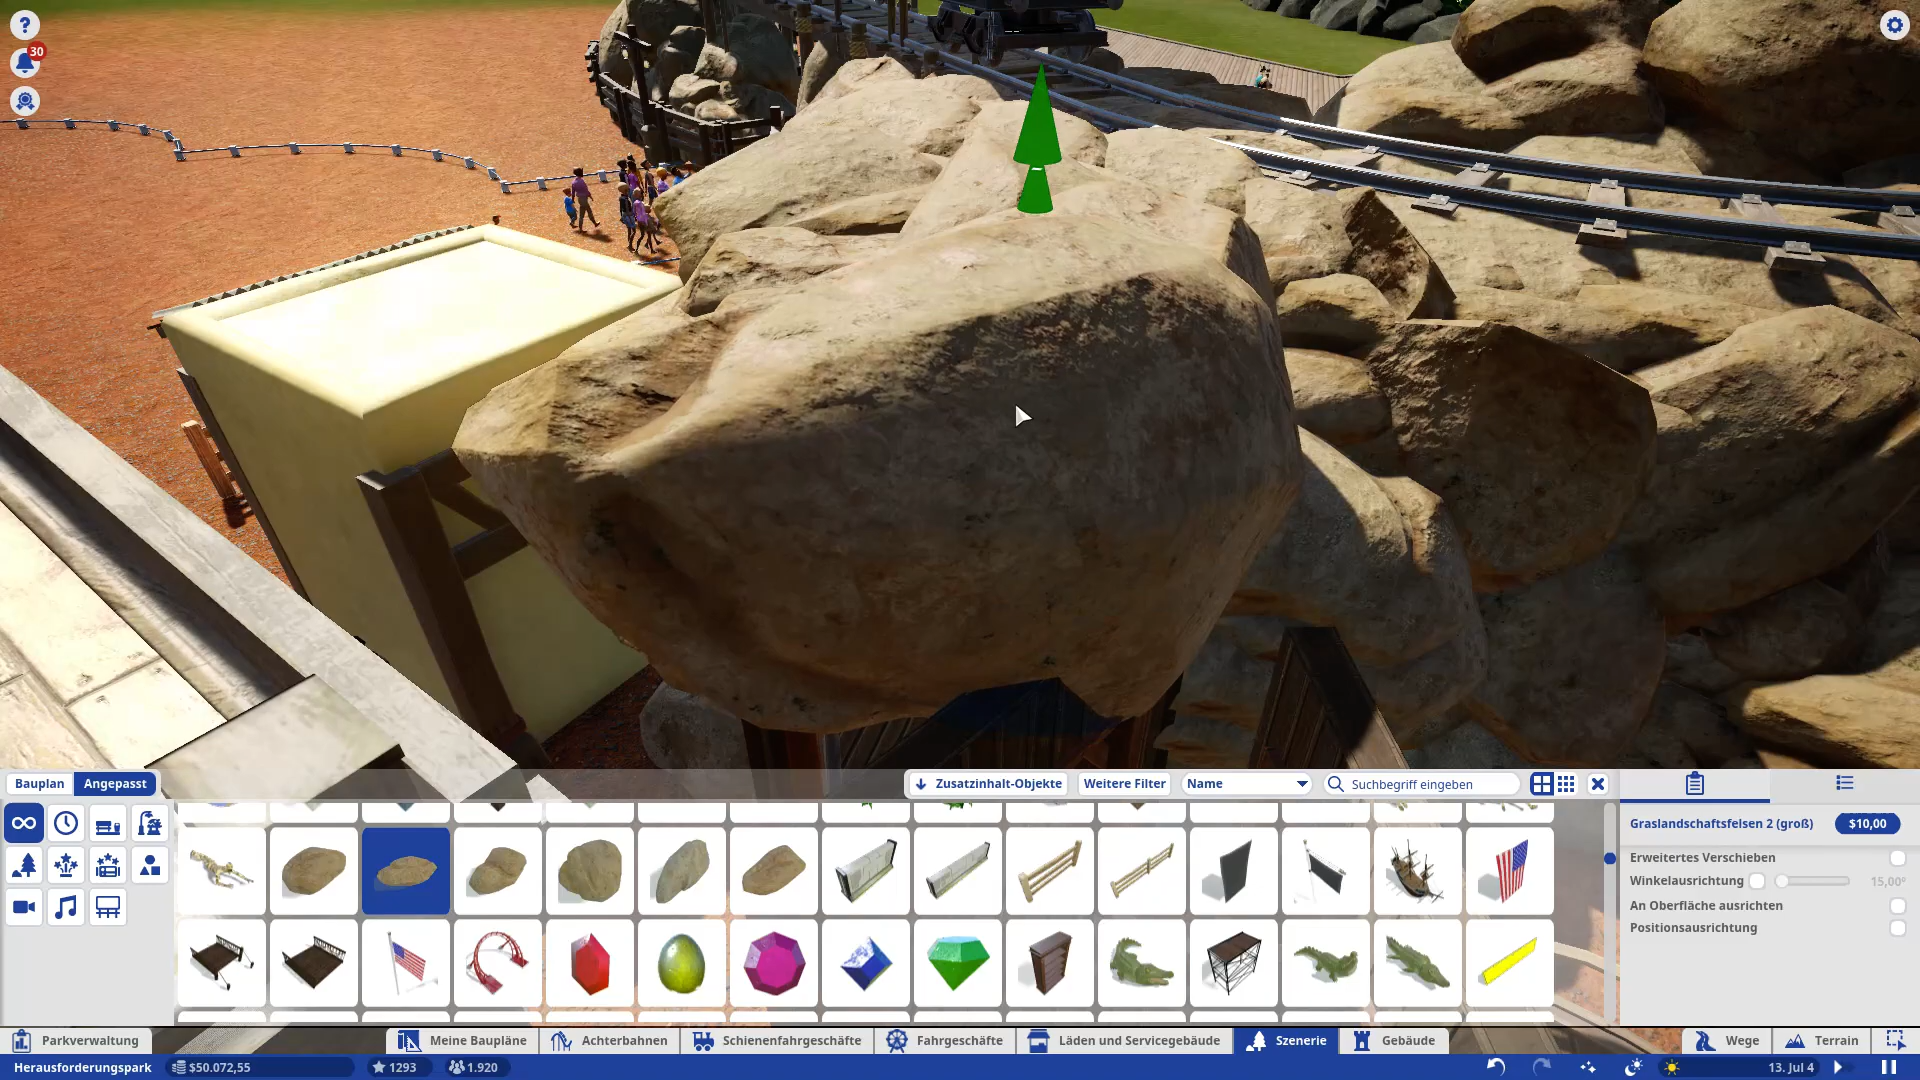 ?
30
Bauplan
Angepasst
Zusatzinhalt-Objekte
Weitere Filter
Name
Suchbegriff eingeben
Graslandschaftsfelsen 2 (groß)
$10,00
Erweitertes Verschieben
Winkelausrichtung
15,00°
An Oberfläche ausrichten
Positionsausrichtung
Parkverwaltung
Meine Baupläne
Achterbahnen
Schienenfahrgeschäfte
Fahrgeschäfte
Läden und Servicegebäude
Szenerie
Gebäude
Wege
Terrain
Herausforderungspark
$50.072,55
1293
1.920
13. Jul 4